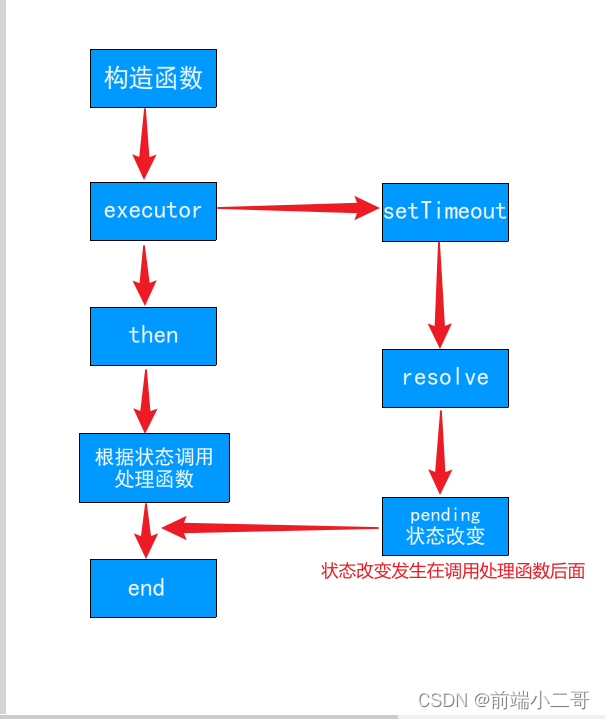 构造函数
executor
setTimeout
then
resolve
根据状态调用
处理函数
pending
状态改变
状态改变发生在调用处理函数后面
end
CSDN @前端小二哥